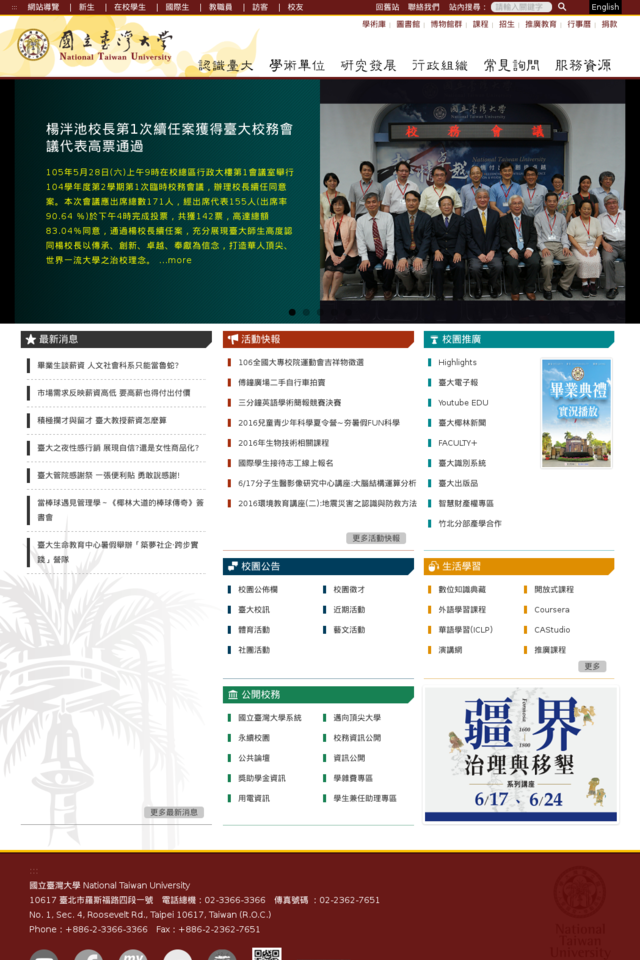 :::
網站導覽 | 新生 | 在校學生 | 國際生 | 教職員 | 訪客 | 校友
回舊站 聯絡我們 站內搜尋： 請輸入關鍵字 English
學術庫 | 圖書館 | 博物館群 | 課程 | 招生 | 推廣教育 | 行事曆 | 捐款
國立臺灣大學
National Taiwan University
認識臺大 學術單位 研究發展 行政組織 常見詢問 服務資源
楊泮池校長第1次續任案獲得臺大校務會
議代表高票通過
105年5月28日(六)上午9時在校總區行政大樓第1會議室舉行
104學年度第2學期第1次臨時校務會議，辦理校長續任同意
案。本次會議應出席總數171人，經出席代表155人(出席率
90.64 %)於下午4時完成投票，共獲142票，高達總額
83.04%同意，通過楊校長續任案，充分展現臺大師生高度認
同楊校長以傳承、創新、卓越、奉獻為信念，打造華人頂尖、
世界一流大學之治校理念。 ...more
國立臺灣大學
National Taiwan University
校務會議
最新消息
畢業生談薪資 人文社會科系只能當魯蛇?
市場需求反映薪資高低 要高薪也得付出代價
積極攬才與留才 臺大教授薪資怎麼算
臺大之夜性感行銷 展現自信?還是女性商品化?
臺大管院感謝祭 一張便利貼 勇敢說感謝!
當棒球遇見管理學－《椰林大道的棒球傳奇》簽
書會
臺大生命教育中心暑假舉辦「築夢社企‧跨步實
踐」營隊
更多最新消息
活動快報
106全國大專校院運動會吉祥物徵選
傅鐘廣場二手自行車拍賣
三分鐘英語學術簡報競賽決賽
2016兒童青少年科學夏令營~夯暑假FUN科學
2016年生物技術相關課程
國際學生接待志工線上報名
6/17分子生醫影像研究中心講座:大腦結構運算分析
2016環境教育講座(二):地震災害之認識與防救方法
更多活動快報
校園推廣
Highlights
臺大電子報
Youtube EDU
臺大椰林新聞
FACULTY+
臺大識別系統
臺大出版品
智慧財產權專區
竹北分部產學合作
畢業典禮
實況播放
校園公告
校園公佈欄 校園徵才
臺大校訊 近期活動
體育活動 藝文活動
社團活動
生活學習
數位知識典藏 開放式課程
外語學習課程 Coursera
華語學習(ICLP) CAStudio
演講網 推廣課程
更多
公開校務
國立臺灣大學系統 邁向頂尖大學
永續校園 校務資訊公開
公共論壇 資訊公開
獎助學金資訊 學雜費專區
用電資訊 學生兼任助理專區
疆界
Formosa
1600
1800
治理與移墾
系列講座
6/17、6/24
:::
國立臺灣大學 National Taiwan University
10617 臺北市羅斯福路四段一號 電話總機：02-3366-3366 傳真號碼 ：02-2362-7651
No. 1, Sec. 4, Roosevelt Rd., Taipei 10617, Taiwan (R.O.C.)
Phone：+886-2-3366-3366 Fax：+886-2-2362-7651
National
Taiwan
University
my